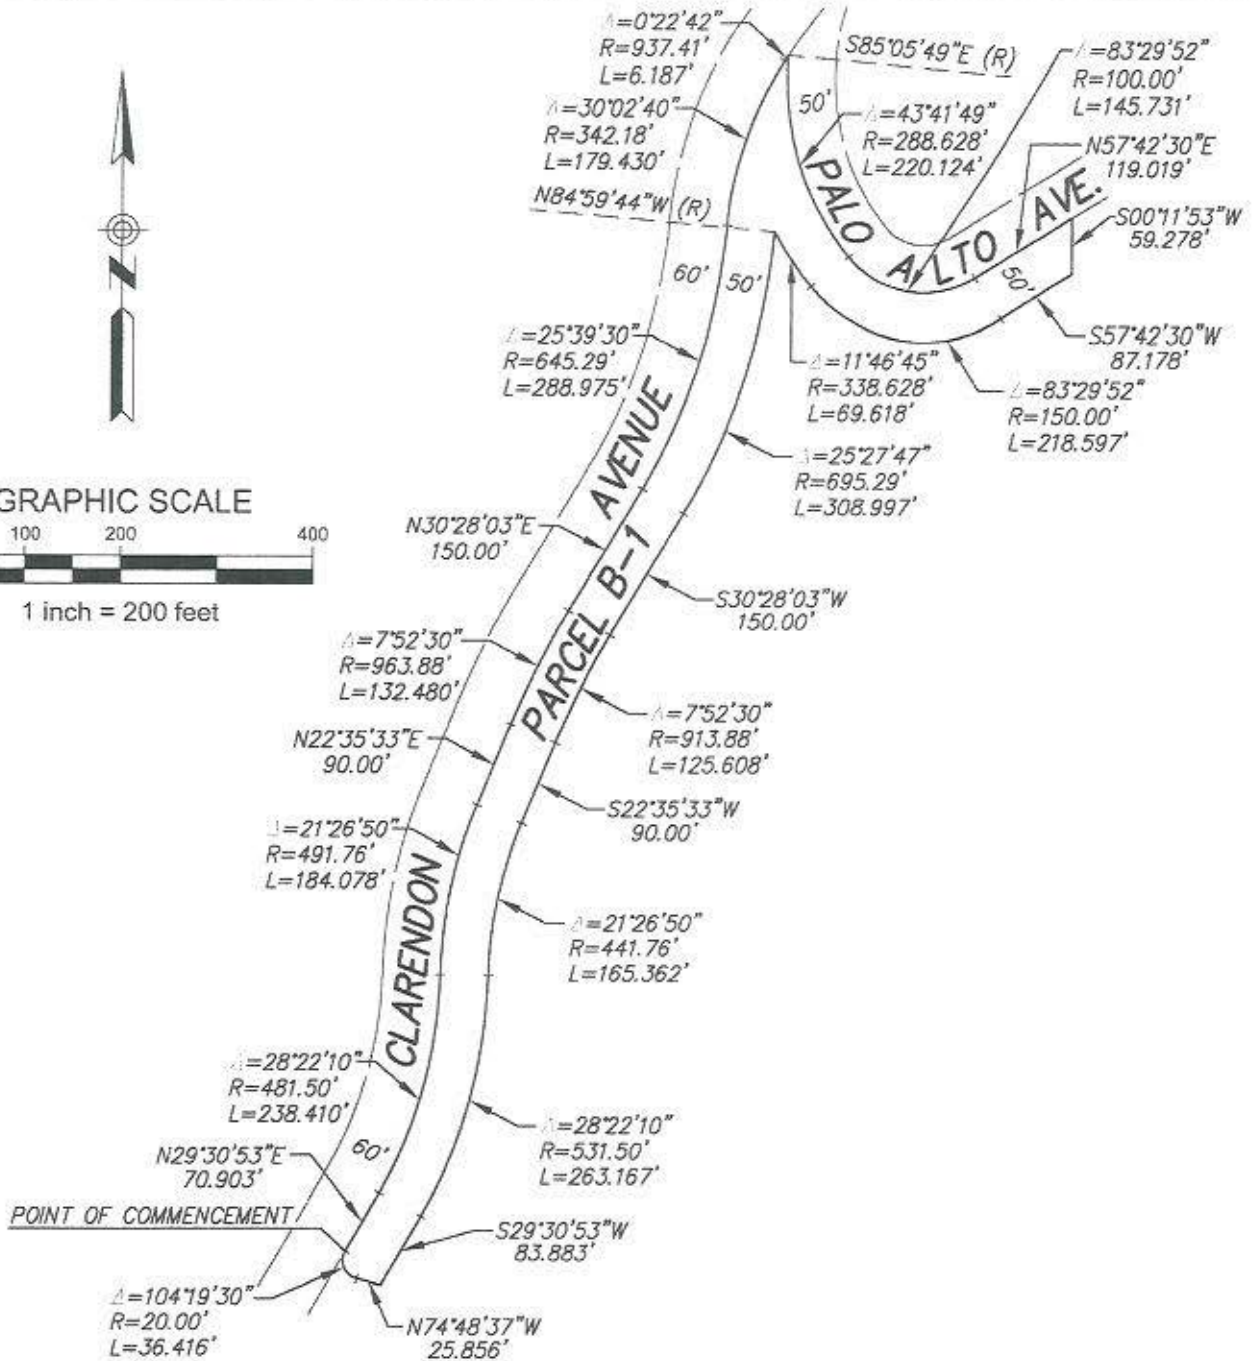 Δ=0°22'42"
R=937.41'
L=6.187'
S85°05'49"E (R)
Δ=83°29'52"
R=100.00'
L=145.731'
Δ=30°02'40"
R=342.18'
L=179.430'
50'
Δ=43°41'49"
R=288.628'
L=220.124'
N57°42'30"E
119.019'
N84°59'44"W (R)
PALO ALTO AVE.
S00°11'53"W
59.278'
N
60'
50'
50'
S57°42'30"W
87.178'
Δ=25°39'30"
R=645.29'
L=288.975'
Δ=11°46'45"
R=338.628'
L=69.618'
Δ=83°29'52"
R=150.00'
L=218.597'
Δ=25°27'47"
R=695.29'
L=308.997'
GRAPHIC SCALE
100 200 400
1 inch = 200 feet
CLARENDON AVENUE
N30°28'03"E
150.00'
PARCEL B-1
S30°28'03"W
150.00'
Δ=7°52'30"
R=963.88'
L=132.480'
Δ=7°52'30"
R=913.88'
L=125.608'
N22°35'33"E
90.00'
S22°35'33"W
90.00'
Δ=21°26'50"
R=491.76'
L=184.078'
Δ=21°26'50"
R=441.76'
L=165.362'
Δ=28°22'10"
R=481.50'
L=238.410'
Δ=28°22'10"
R=531.50'
L=263.167'
60'
N29°30'53"E
70.903'
POINT OF COMMENCEMENT
S29°30'53"W
83.883'
Δ=104°19'30"
R=20.00'
L=36.416'
N74°48'37"W
25.856'